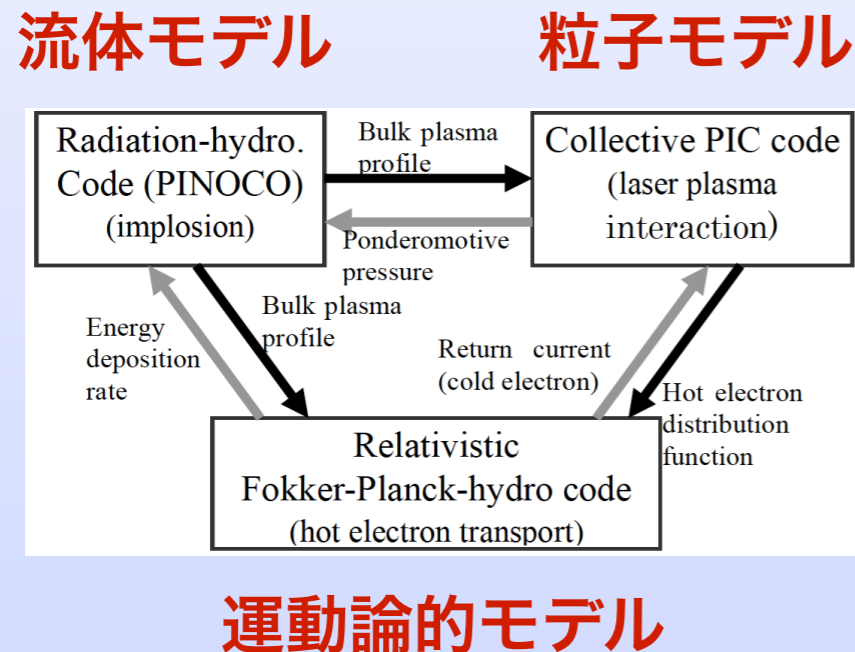 流体モデル
粒子モデル
Radiation-hydro.
Code (PINOCO)
(implosion)
Bulk plasma
profile
Collective PIC code
(laser plasma
interaction)
Ponderomotive
pressure
Energy
deposition
rate
Bulk plasma
profile
Return current
(cold electron)
Hot electron
distribution
function
Relativistic
Fokker-Planck-hydro code
(hot electron transport)
運動論的モデル